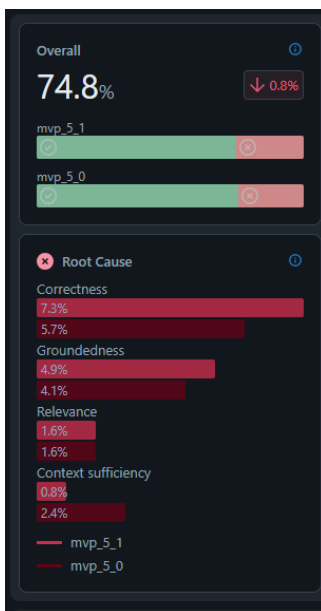 Overall
74.8%
0.8%
mvp_5_1
mvp_5_0
Root Cause
Correctness
7.3%
5.7%
Groundedness
4.9%
4.1%
Relevance
1.6%
1.6%
Context sufficiency
0.8%
2.4%
mvp_5_1
mvp_5_0